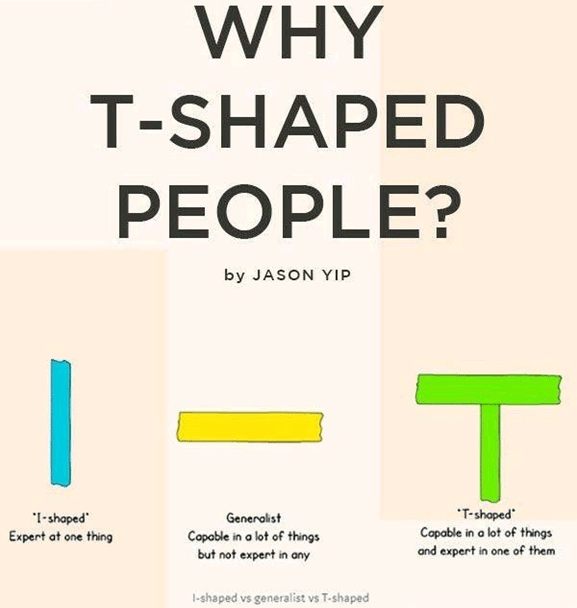 WHY
T-SHAPED
PEOPLE?
by JASON YIP
"I-shaped"
Expert at one thing
Generalist
Capable in a lot of things
but not expert in any
"T-shaped"
Capable in a lot of things
and expert in one of them
I-shaped vs generalist vs T-shaped